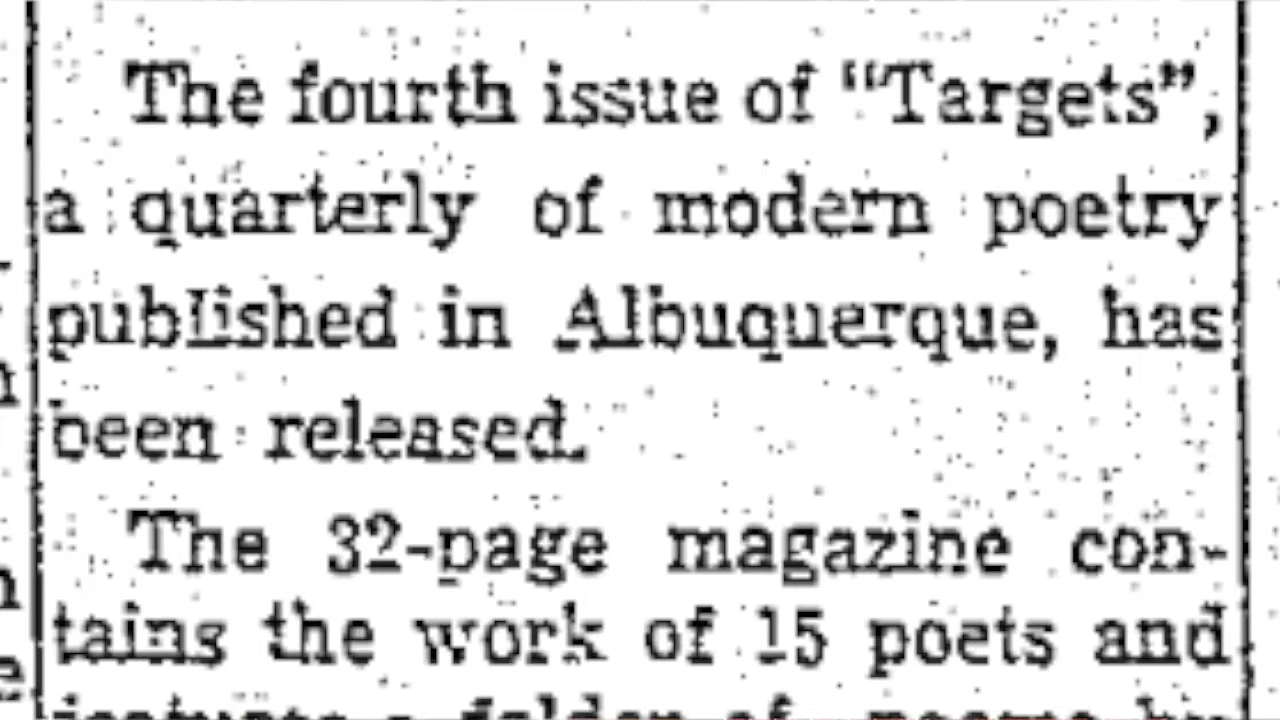 The fourth issue of “Targets”,
a quarterly of modern poetry
published in Albuquerque, has
been released.
The 32-page magazine con-
tains the work of 15 poets and